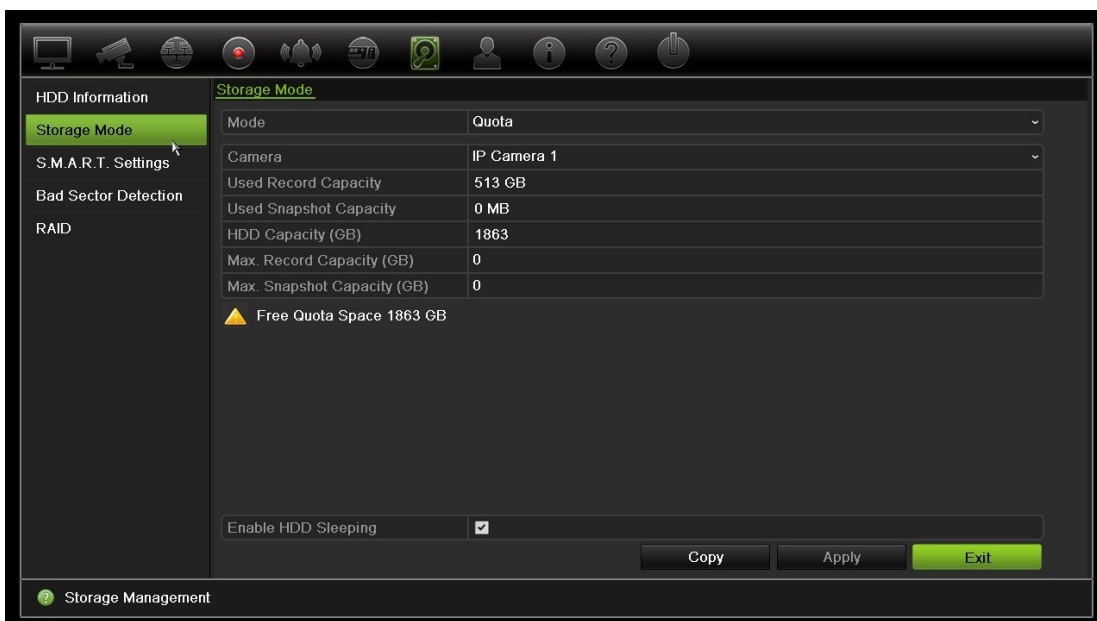 HDD Information
Storage Mode
S.M.A.R.T. Settings
Bad Sector Detection
RAID
Storage Mode
Mode Quota
Camera IP Camera 1
Used Record Capacity 513 GB
Used Snapshot Capacity 0 MB
HDD Capacity (GB) 1863
Max. Record Capacity (GB) 0
Max. Snapshot Capacity (GB) 0
Free Quota Space 1863 GB
Enable HDD Sleeping
Copy Apply Exit
Storage Management